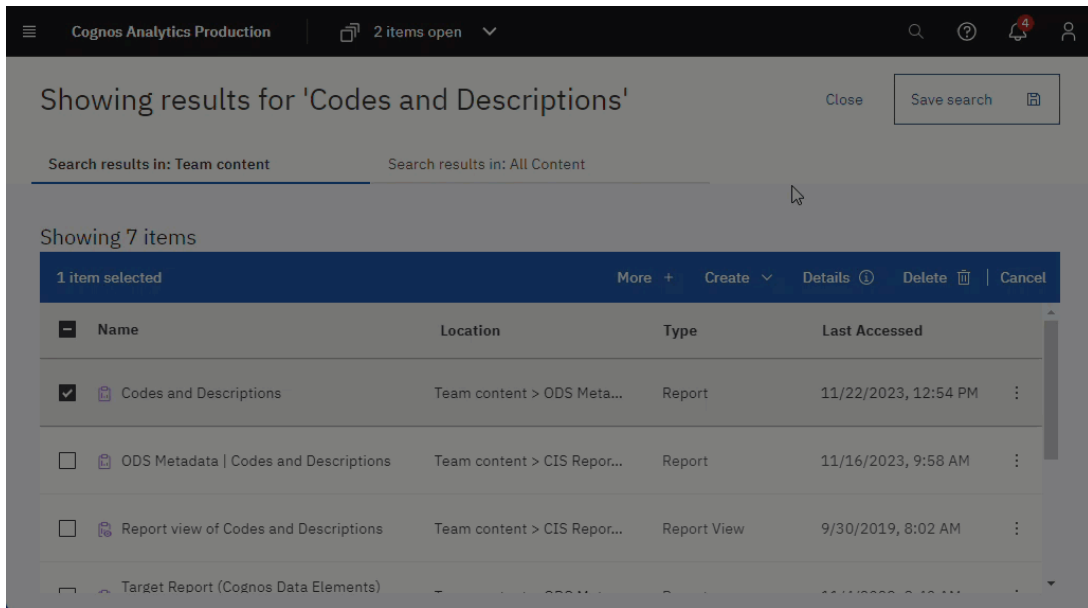 Cognos Analytics Production 2 items open 4
Showing results for 'Codes and Descriptions' Close Save search
Search results in: Team content Search results in: All Content
Showing 7 items
1 item selected More + Create Details Delete | Cancel
Name Location Type Last Accessed
Codes and Descriptions Team content > ODS Meta... Report 11/22/2023, 12:54 PM
ODS Metadata | Codes and Descriptions Team content > CIS Repor... Report 11/16/2023, 9:58 AM
Report view of Codes and Descriptions Team content > CIS Repor... Report View 9/30/2019, 8:02 AM
Target Report (Cognos Data Elements)